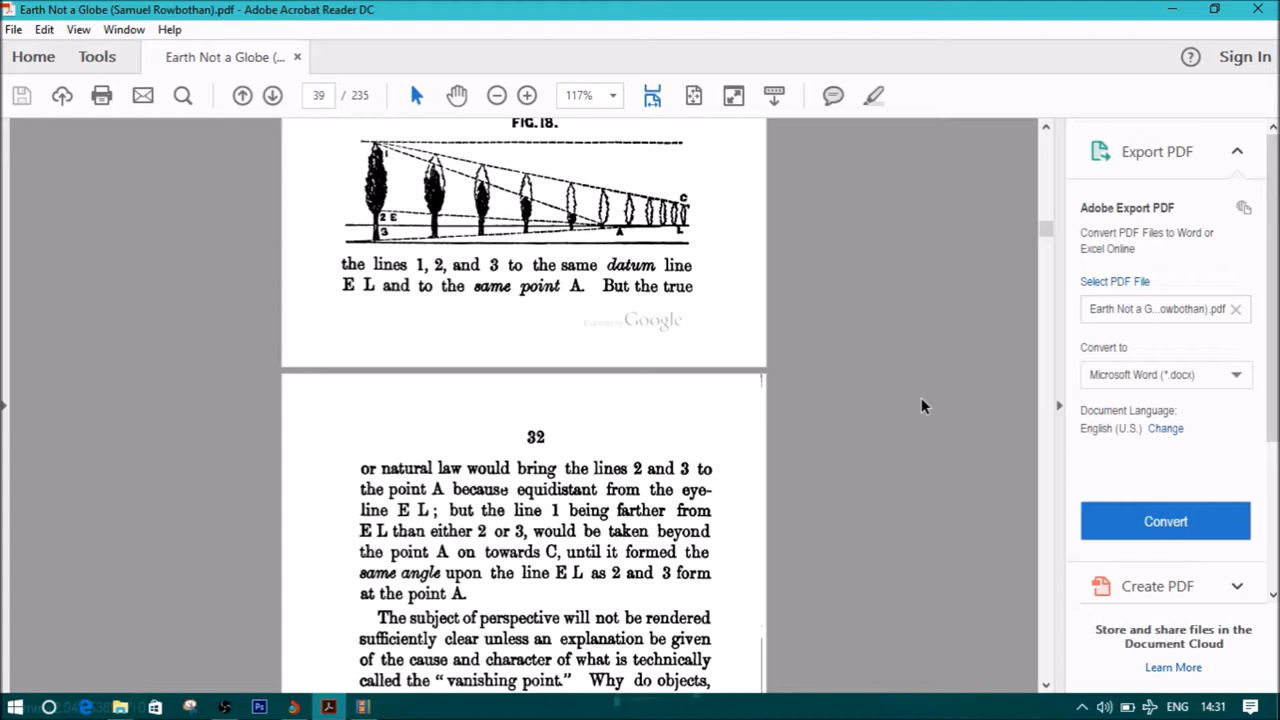 Earth Not a Globe (Samuel Rowbothan).pdf - Adobe Acrobat Reader DC
File Edit View Window Help
Home Tools Earth Not a Globe (... ×
Sign In
39 / 235
117%
FIG.18.
1
2 E
3
A
C
L
the lines 1, 2, and 3 to the same datum line
E L and to the same point A. But the true
Google
32
or natural law would bring the lines 2 and 3 to
the point A because equidistant from the eye-
line E L; but the line 1 being farther from
E L than either 2 or 3, would be taken beyond
the point A on towards C, until it formed the
same angle upon the line E L as 2 and 3 form
at the point A.
The subject of perspective will not be rendered
sufficiently clear unless an explanation be given
of the cause and character of what is technically
called the "vanishing point." Why do objects,
Export PDF
Adobe Export PDF
Convert PDF Files to Word or
Excel Online
Select PDF File
Earth Not a G...owbothan).pdf
Convert to
Microsoft Word (*.docx)
Document Language:
English (U.S.) Change
Convert
Create PDF
Store and share files in the
Document Cloud
Learn More
ENG 14:31